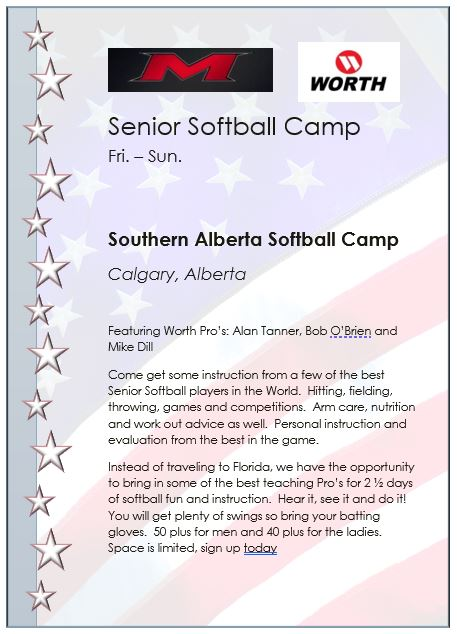 M
WORTH
Senior Softball Camp
Fri. – Sun.
Southern Alberta Softball Camp
Calgary, Alberta
Featuring Worth Pro's: Alan Tanner, Bob O'Brien and
Mike Dill
Come get some instruction from a few of the best
Senior Softball players in the World.  Hitting, fielding,
throwing, games and competitions.  Arm care, nutrition
and work out advice as well.  Personal instruction and
evaluation from the best in the game.
Instead of traveling to Florida, we have the opportunity
to bring in some of the best teaching Pro's for 2 ½ days
of softball fun and instruction.  Hear it, see it and do it!
You will get plenty of swings so bring your batting
gloves.  50 plus for men and 40 plus for the ladies.
Space is limited, sign up today